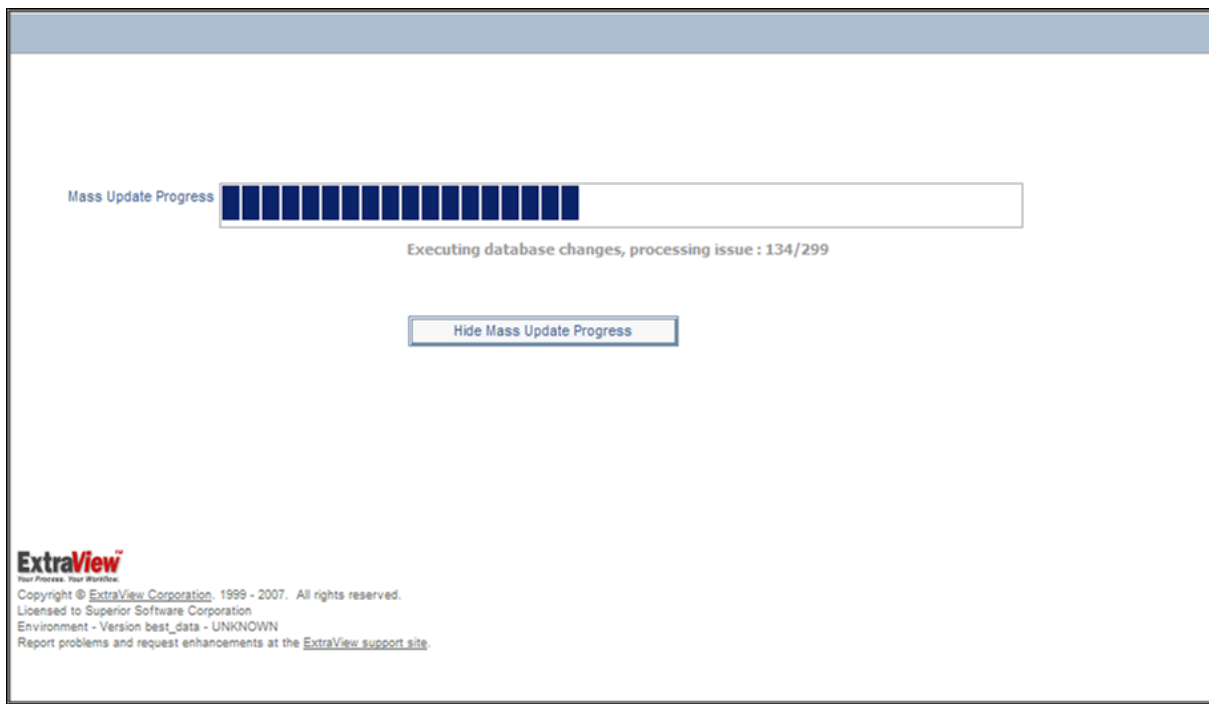 Mass Update Progress
Executing database changes, processing issue : 134/299
Hide Mass Update Progress
ExtraView™
Your Process. Your Workflow.
Copyright © ExtraView Corporation. 1999 - 2007. All rights reserved.
Licensed to Superior Software Corporation
Environment - Version best_data - UNKNOWN
Report problems and request enhancements at the ExtraView support site.